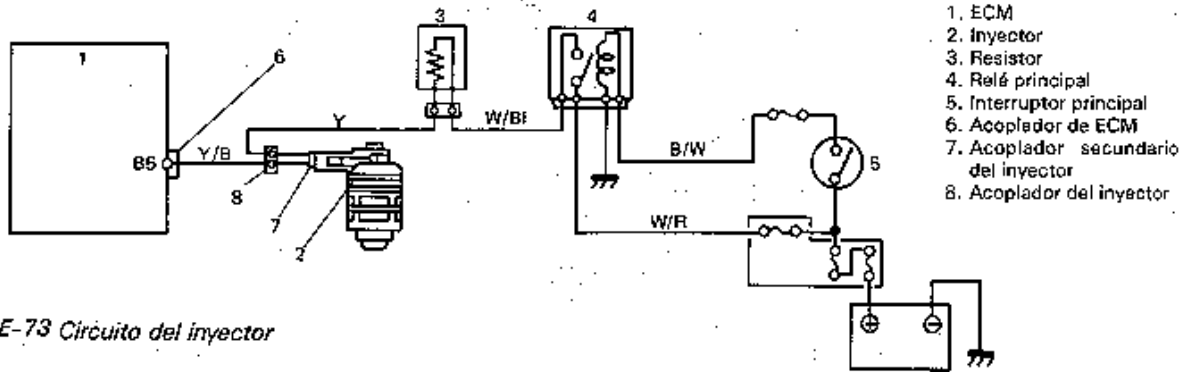 1. ECM
2. Inyector
3. Resistor
4. Relé principal
5. Interruptor principal
6. Acoplador de ECM
7. Acoplador secundario
del inyector
8. Acoplador del inyector
3
4
1
6
Y
W/Bl
B/W
5
B5
Y/B
8
7
2
W/R
E-73 Circuito del inyector